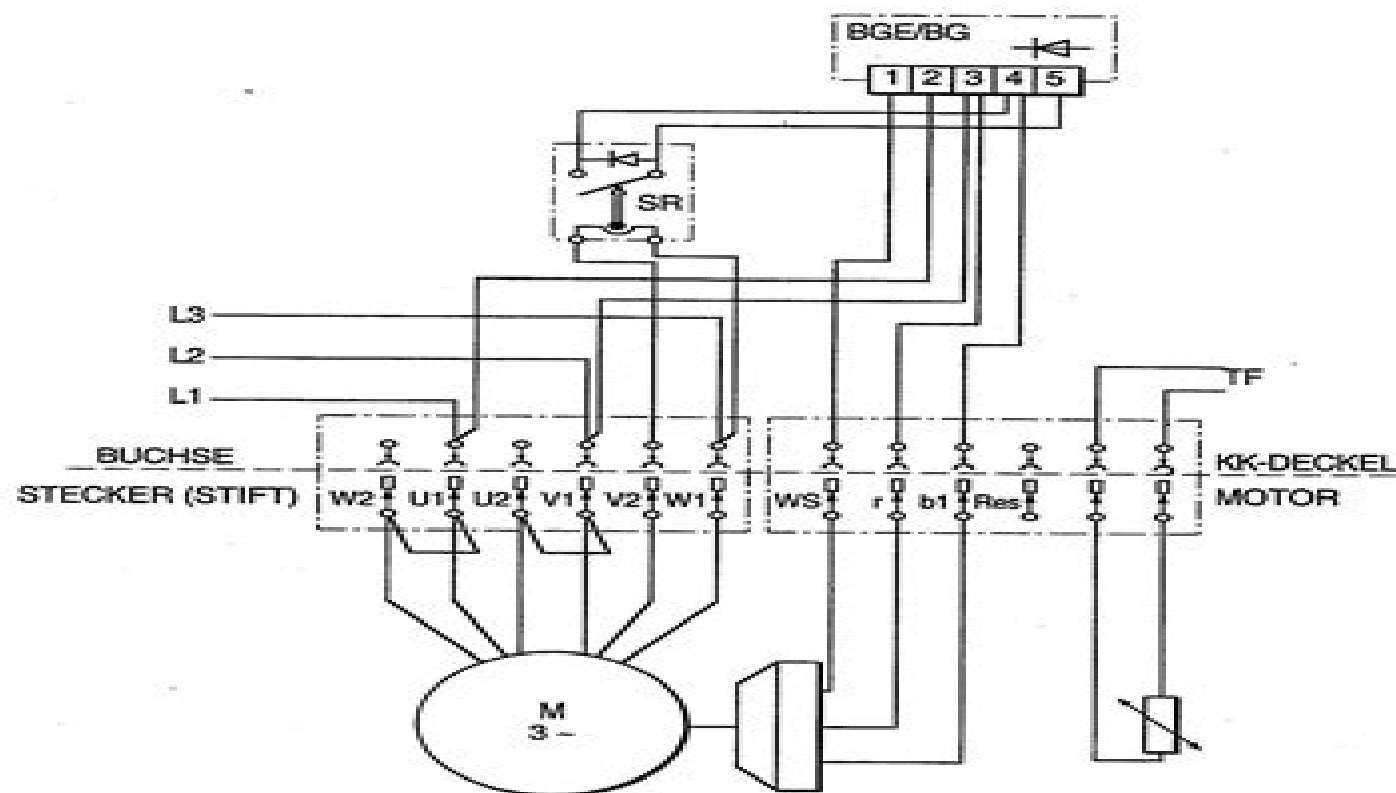 BGE/BG
1 2 3 4 5
SR
L3
L2
L1
TF
BUCHSE
STECKER (STIFT)
W2 U1 U2 V1 V2 W1
WS r b1 Res
KK-DECKEL
MOTOR
M
3 ~